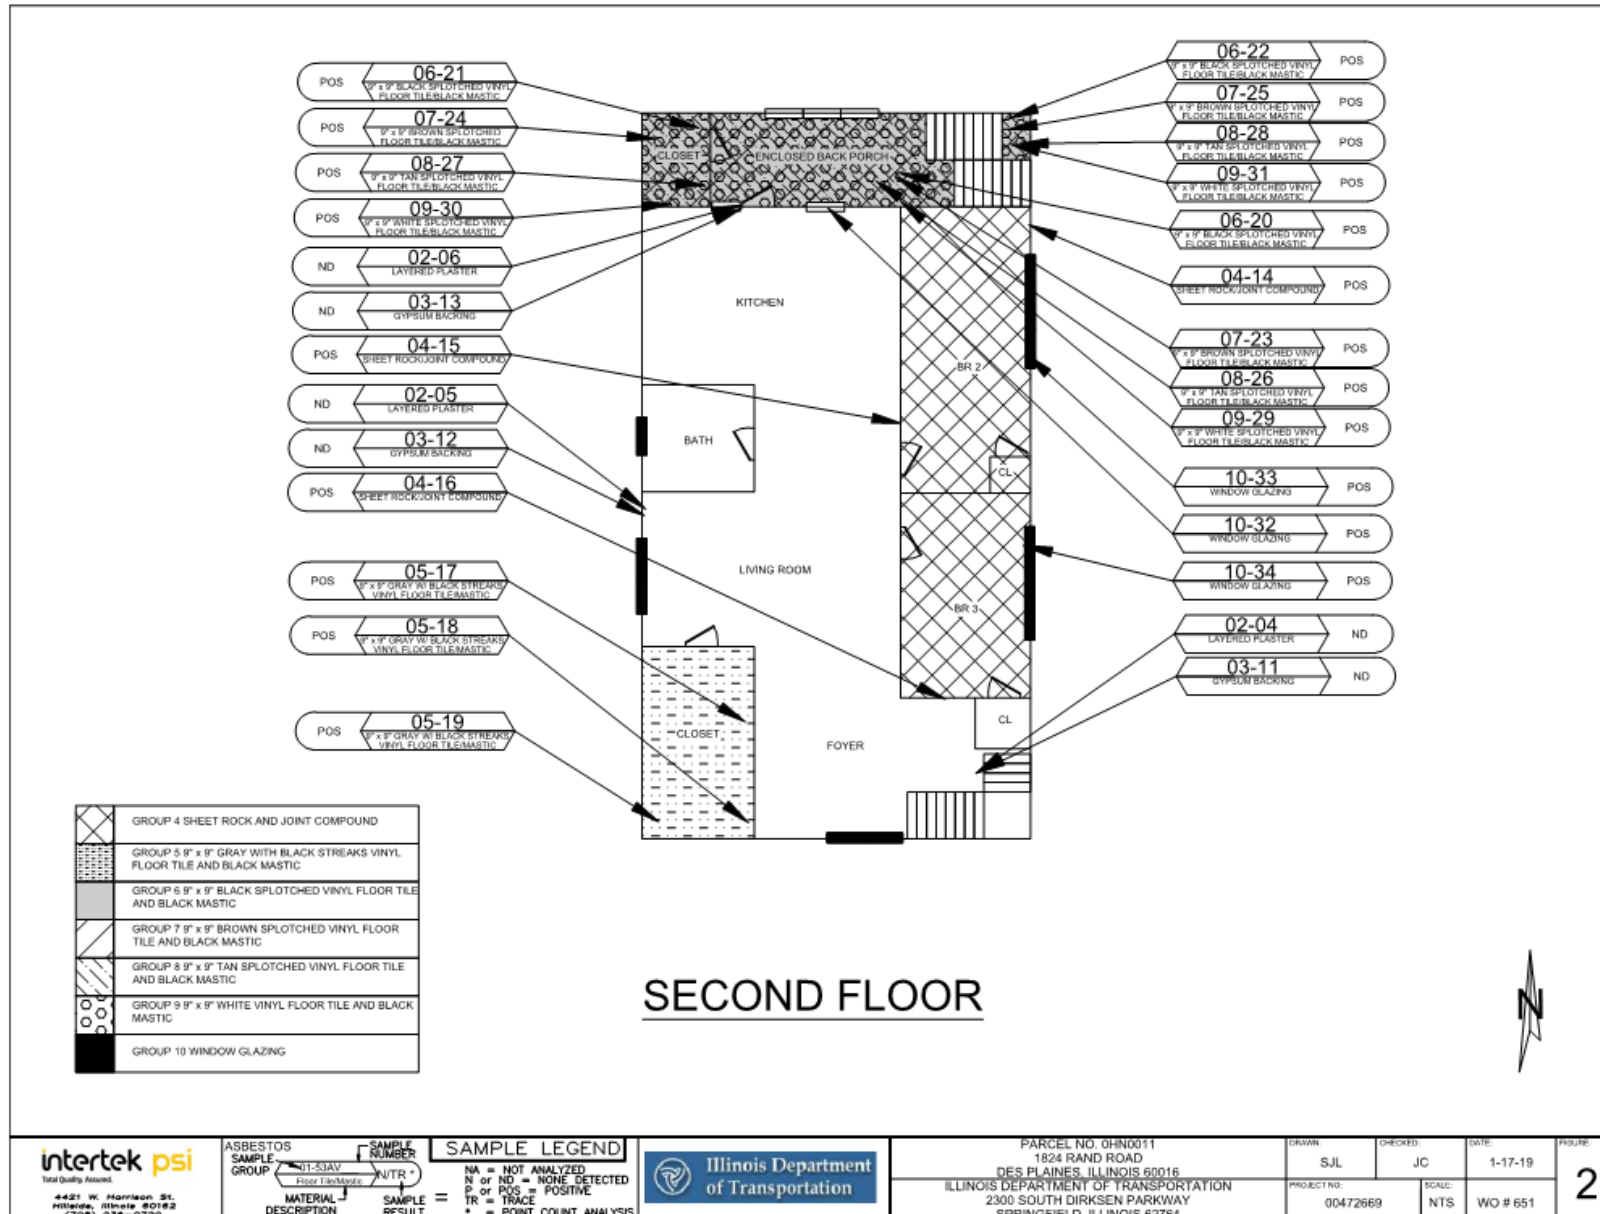 POS
06-21
9" x 9" BLACK SPLOTCHED VINYL
FLOOR TILE/BLACK MASTIC
POS
07-24
9" x 9" BROWN SPLOTCHED
FLOOR TILE/BLACK MASTIC
POS
08-27
9" x 9" TAN SPLOTCHED VINYL
FLOOR TILE/BLACK MASTIC
POS
09-30
9" x 9" WHITE SPLOTCHED VINYL
FLOOR TILE/BLACK MASTIC
ND
02-06
LAYERED PLASTER
ND
03-13
GYPSUM BACKING
POS
04-15
SHEET ROCK/JOINT COMPOUND
ND
02-05
LAYERED PLASTER
ND
03-12
GYPSUM BACKING
POS
04-16
SHEET ROCK/JOINT COMPOUND
POS
05-17
9" x 9" GRAY W/ BLACK STREAKS
VINYL FLOOR TILE/MASTIC
POS
05-18
9" x 9" GRAY W/ BLACK STREAKS
VINYL FLOOR TILE/MASTIC
POS
05-19
9" x 9" GRAY W/ BLACK STREAKS
VINYL FLOOR TILE/MASTIC
CLOSET
ENCLOSED BACK PORCH
KITCHEN
BR 2
BATH
CL
LIVING ROOM
BR 3
CLOSET
FOYER
CL
06-22
9" x 9" BLACK SPLOTCHED VINYL
FLOOR TILE/BLACK MASTIC
POS
07-25
9" x 9" BROWN SPLOTCHED VINYL
FLOOR TILE/BLACK MASTIC
POS
08-28
9" x 9" TAN SPLOTCHED VINYL
FLOOR TILE/BLACK MASTIC
POS
09-31
9" x 9" WHITE SPLOTCHED VINYL
FLOOR TILE/BLACK MASTIC
POS
06-20
9" x 9" BLACK SPLOTCHED VINYL
FLOOR TILE/BLACK MASTIC
POS
04-14
SHEET ROCK/JOINT COMPOUND
POS
07-23
9" x 9" BROWN SPLOTCHED VINYL
FLOOR TILE/BLACK MASTIC
POS
08-26
9" x 9" TAN SPLOTCHED VINYL
FLOOR TILE/BLACK MASTIC
POS
09-29
9" x 9" WHITE SPLOTCHED VINYL
FLOOR TILE/BLACK MASTIC
POS
10-33
WINDOW GLAZING
POS
10-32
WINDOW GLAZING
POS
10-34
WINDOW GLAZING
POS
02-04
LAYERED PLASTER
ND
03-11
GYPSUM BACKING
ND
GROUP 4 SHEET ROCK AND JOINT COMPOUND
GROUP 5 9" x 9" GRAY WITH BLACK STREAKS VINYL
FLOOR TILE AND BLACK MASTIC
GROUP 6 9" x 9" BLACK SPLOTCHED VINYL FLOOR TILE
AND BLACK MASTIC
GROUP 7 9" x 9" BROWN SPLOTCHED VINYL FLOOR
TILE AND BLACK MASTIC
GROUP 8 9" x 9" TAN SPLOTCHED VINYL FLOOR TILE
AND BLACK MASTIC
GROUP 9 9" x 9" WHITE VINYL FLOOR TILE AND BLACK
MASTIC
GROUP 10 WINDOW GLAZING
SECOND FLOOR
N
intertek psi
Total Quality. Assured.
4421 W. Harrison St.
Hillside, Illinois 60162
ASBESTOS
SAMPLE
GROUP
SAMPLE
NUMBER
01-53AV
Floor Tile/Mastic
N/TR *
MATERIAL
DESCRIPTION
SAMPLE
RESULT
=
SAMPLE LEGEND
NA = NOT ANALYZED
N or ND = NONE DETECTED
P or POS = POSITIVE
TR = TRACE
* = POINT COUNT ANALYSIS
Illinois Department
of Transportation
PARCEL NO. 0HN0011
1824 RAND ROAD
DES PLAINES, ILLINOIS 60016
ILLINOIS DEPARTMENT OF TRANSPORTATION
2300 SOUTH DIRKSEN PARKWAY
SPRINGFIELD, ILLINOIS 62764
DRAWN:
SJL
CHECKED:
JC
DATE:
1-17-19
FIGURE:
2
PROJECT NO:
00472669
SCALE:
NTS
WO # 651